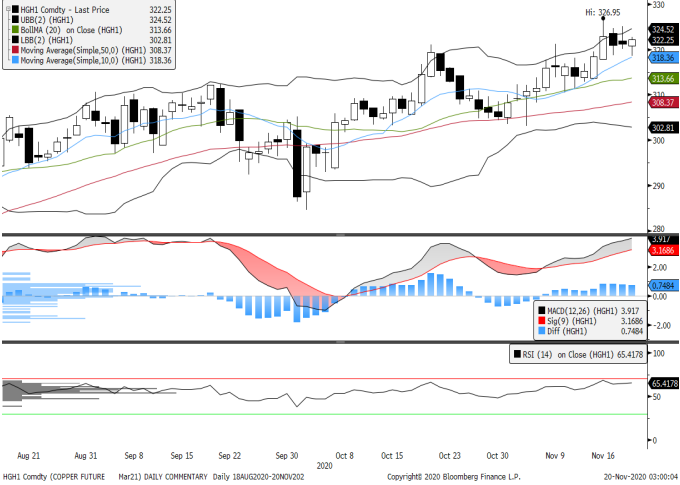 HGH1 Comdty - Last Price 322.25
UBB(2) (HGH1) 324.52
BollMA (20) on Close (HGH1) 313.66
LBB(2) (HGH1) 302.81
Moving Average(Simple,50,0) (HGH1) 308.37
Moving Average(Simple,10,0) (HGH1) 318.36
Hi: 326.95
330
324.52
322.25
320
318.36
313.66
310
308.37
302.81
300
290
280
3.917
3.1686
2.00
0.7484
0.00
-2.00
MACD(12,26) (HGH1) 3.917
Sig(9) (HGH1) 3.1686
Diff (HGH1) 0.7484
RSI (14) on Close (HGH1) 65.4178
100
65.4178
50
0
Aug 21 Aug 31 Sep 8 Sep 15 Sep 22 Sep 30 Oct 8 Oct 15 Oct 23 Oct 30 Nov 9 Nov 16
2020
HGH1 Comdty (COPPER FUTURE Mar21) DAILY COMMENTARY Daily 18AUG2020-20NOV202 Copyright© 2020 Bloomberg Finance L.P. 20-Nov-2020 03:00:04